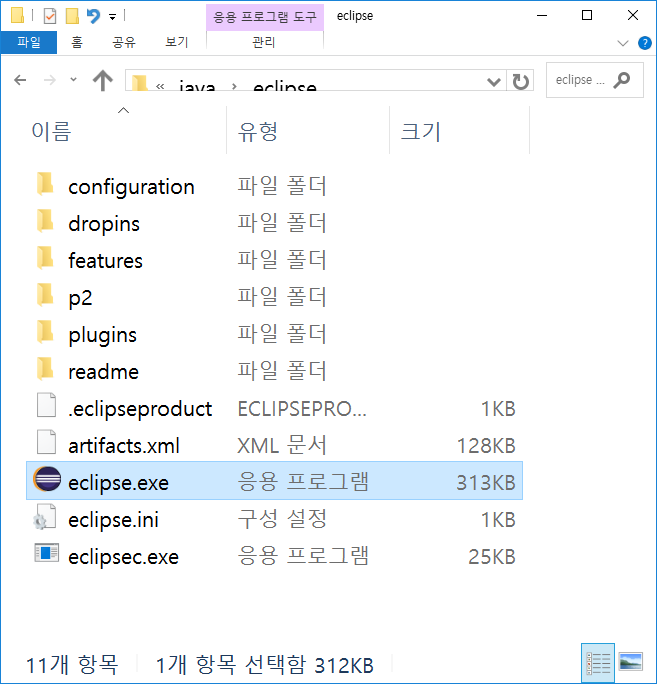 응용 프로그램 도구 eclipse
파일 홈 공유 보기 관리
« java › eclipse eclipse ...
이름 유형 크기
configuration 파일 폴더
dropins 파일 폴더
features 파일 폴더
p2 파일 폴더
plugins 파일 폴더
readme 파일 폴더
.eclipseproduct ECLIPSEPRO... 1KB
artifacts.xml XML 문서 128KB
eclipse.exe 응용 프로그램 313KB
eclipse.ini 구성 설정 1KB
eclipsec.exe 응용 프로그램 25KB
11개 항목 1개 항목 선택함 312KB